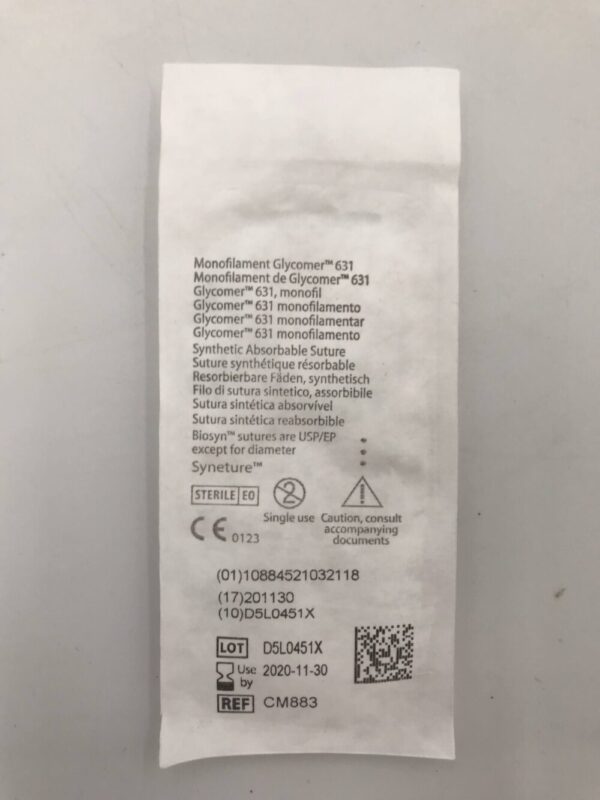 Monofilament Glycomer™ 631
Monofilament de Glycomer™ 631
Glycomer™ 631, monofil
Glycomer™ 631 monofilamento
Glycomer™ 631 monofilamentar
Glycomer™ 631 monofilamento
Synthetic Absorbable Suture
Suture synthétique résorbable
Resorbierbare Fäden, synthetisch
Filo di sutura sintetico, assorbibile
Sutura sintética absorvível
Sutura sintética reabsorbible
Biosyn™ sutures are USP/EP
except for diameter
Syneture™
STERILE EO
2
Single use
Caution, consult
accompanying
documents
CE 0123
(01)10884521032118
(17)201130
(10)D5L0451X
LOT D5L0451X
Use by 2020-11-30
REF CM883